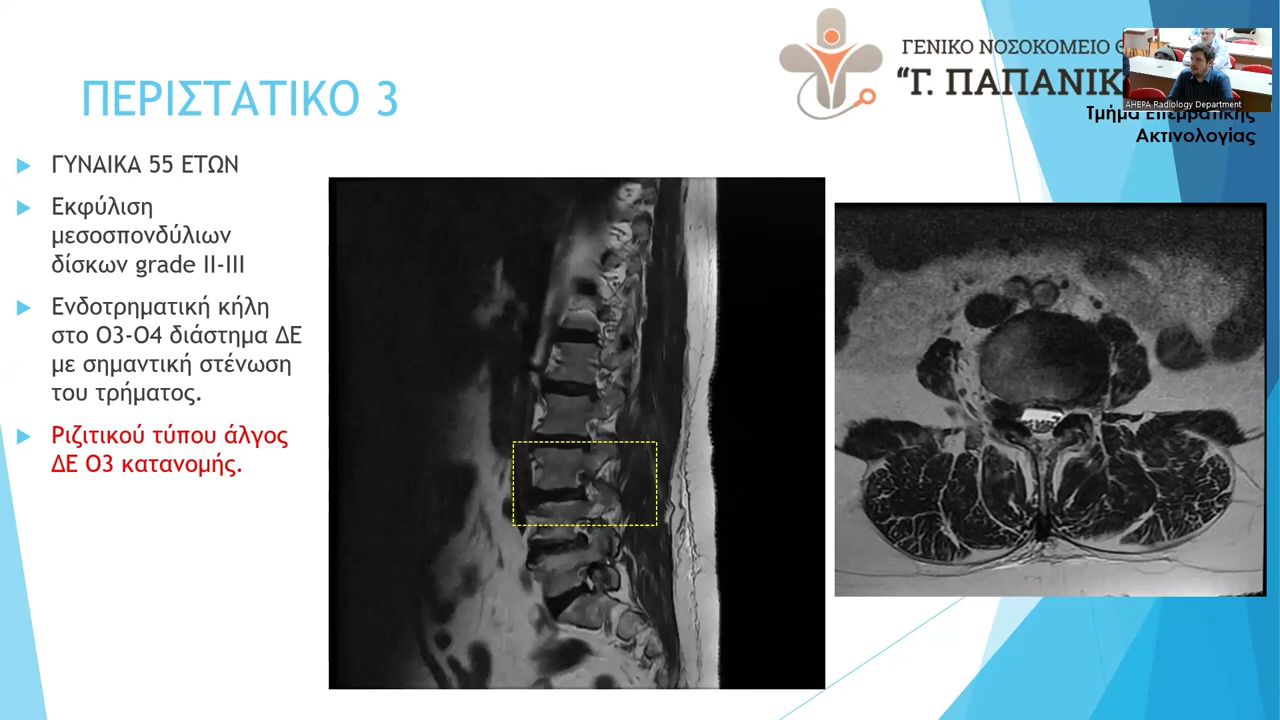 ΓΕΝΙΚΟ ΝΟΣΟΚΟΜΕΙΟ
“Γ. ΠΑΠΑΝΙΚ
AHEPA Radiology Department
Τμήμα Επεμβατικής
Ακτινολογίας
ΠΕΡΙΣΤΑΤΙΚΟ 3
ΓΥΝΑΙΚΑ 55 ΕΤΩΝ
Εκφύλιση
μεσοσπονδύλιων
δίσκων grade II-III
Ενδοτρηματική κήλη
στο Ο3-Ο4 διάστημα ΔΕ
με σημαντική στένωση
του τρήματος.
Ριζιτικού τύπου άλγος
ΔΕ Ο3 κατανομής.